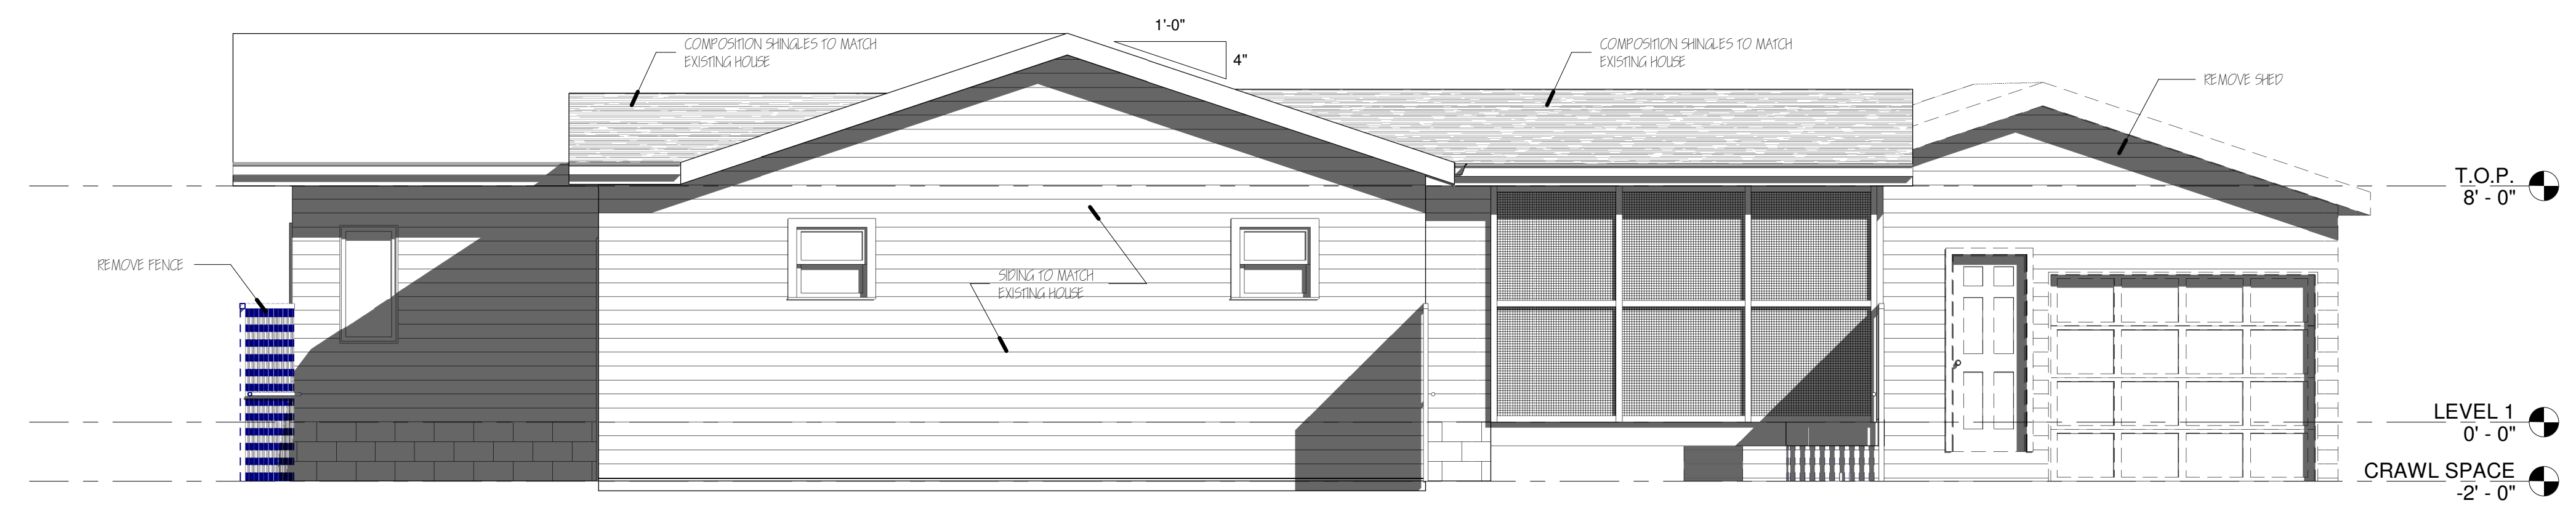 1'-0"
4"
COMPOSITION SHINGLES TO MATCH
EXISTING HOUSE
COMPOSITION SHINGLES TO MATCH
EXISTING HOUSE
REMOVE SHED
T.O.P.
8' - 0"
REMOVE FENCE
SIDING TO MATCH
EXISTING HOUSE
LEVEL 1
0' - 0"
CRAWL SPACE
-2' - 0"